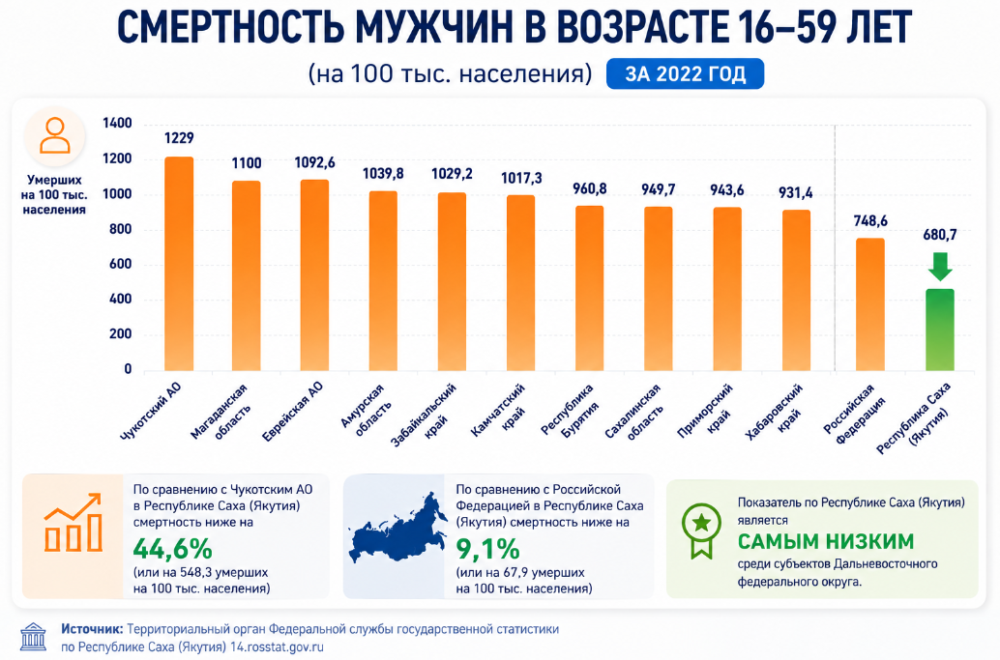 СМЕРТНОСТЬ МУЖЧИН В ВОЗРАСТЕ 16–59 ЛЕТ
(на 100 тыс. населения)
ЗА 2022 ГОД
Умерших
на 100 тыс.
населения
1400
1200
1000
800
600
400
200
0
1229
1100
1092,6
1039,8
1029,2
1017,3
960,8
949,7
943,6
931,4
748,6
680,7
Чукотский АО
Магаданская
область
Еврейская АО
Амурская
область
Забайкальский
край
Камчатский
край
Республика
Бурятия
Сахалинская
область
Приморский
край
Хабаровский
край
Российская
Федерация
Республика Саха
(Якутия)
По сравнению с Чукотским АО
в Республике Саха (Якутия)
смертность ниже на
44,6%
(или на 548,3 умерших
на 100 тыс. населения)
По сравнению с Российской
Федерацией в Республике Саха
(Якутия) смертность ниже на
9,1%
(или на 67,9 умерших
на 100 тыс. населения)
Показатель по Республике Саха (Якутия)
является
САМЫМ НИЗКИМ
среди субъектов Дальневосточного
федерального округа.
Источник: Территориальный орган Федеральной службы государственной статистики
по Республике Саха (Якутия) 14.rosstat.gov.ru